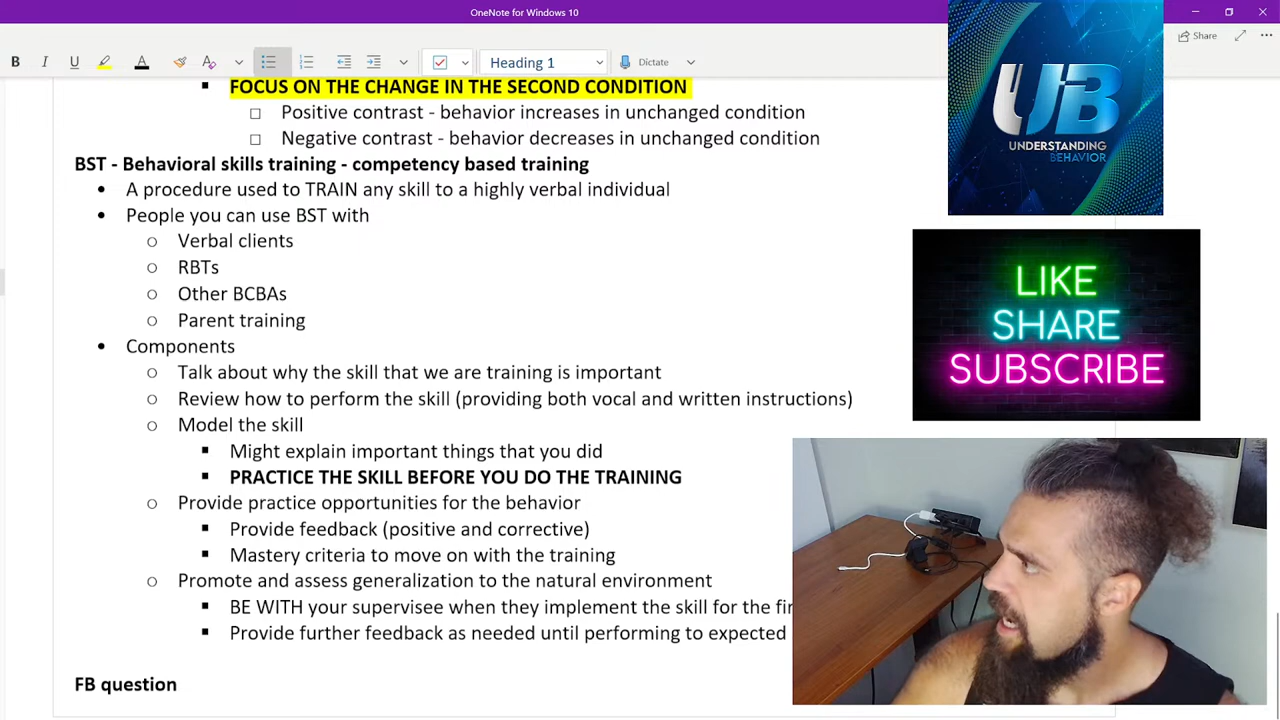 OneNote for Windows 10
Share
B I U A A Heading 1 Dictate
FOCUS ON THE CHANGE IN THE SECOND CONDITION
Positive contrast - behavior increases in unchanged condition
Negative contrast - behavior decreases in unchanged condition
BST - Behavioral skills training - competency based training
A procedure used to TRAIN any skill to a highly verbal individual
People you can use BST with
Verbal clients
RBTs
Other BCBAs
Parent training
Components
Talk about why the skill that we are training is important
Review how to perform the skill (providing both vocal and written instructions)
Model the skill
Might explain important things that you did
PRACTICE THE SKILL BEFORE YOU DO THE TRAINING
Provide practice opportunities for the behavior
Provide feedback (positive and corrective)
Mastery criteria to move on with the training
Promote and assess generalization to the natural environment
BE WITH your supervisee when they implement the skill for the
Provide further feedback as needed until performing to expected
FB question
UB
UNDERSTANDING
BEHAVIOR
LIKE
SHARE
SUBSCRIBE